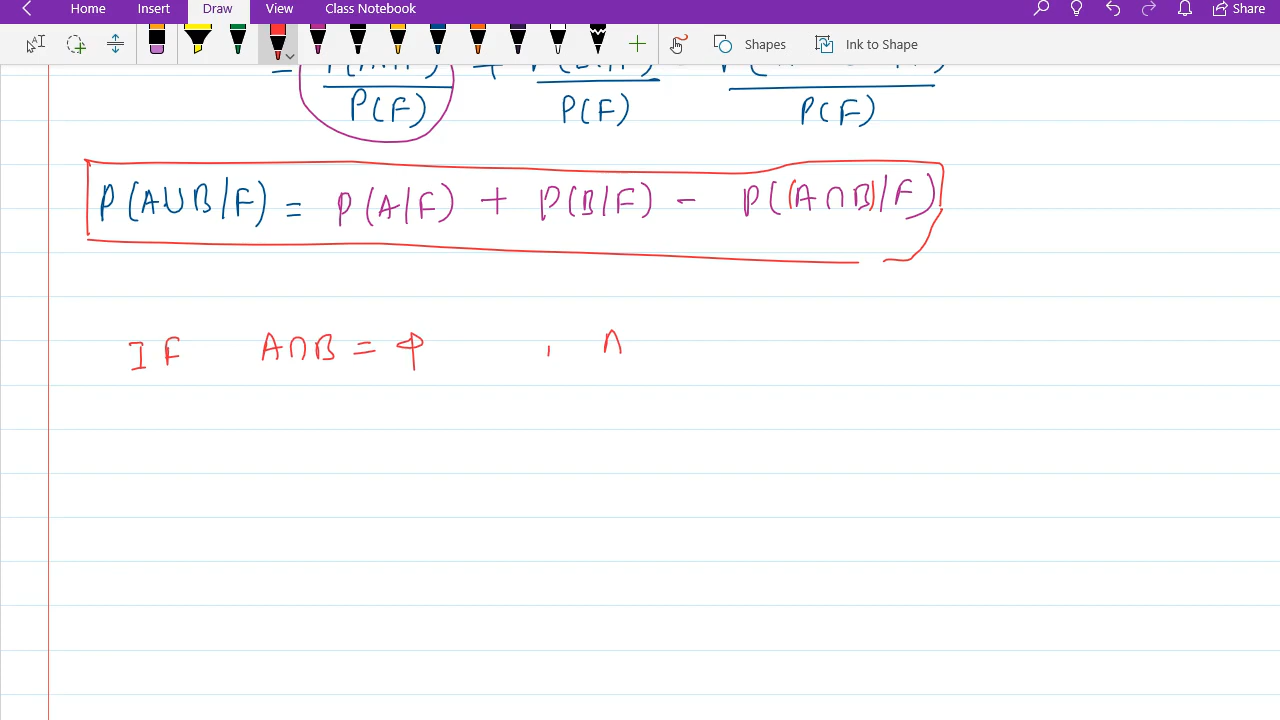 Home Insert Draw View Class Notebook Share
Shapes Ink to Shape
P(F) P(F) P(F)
P(A∪B/F) = P(A/F) + P(B/F) - P((A∩B)/F)
IF A∩B = φ ,